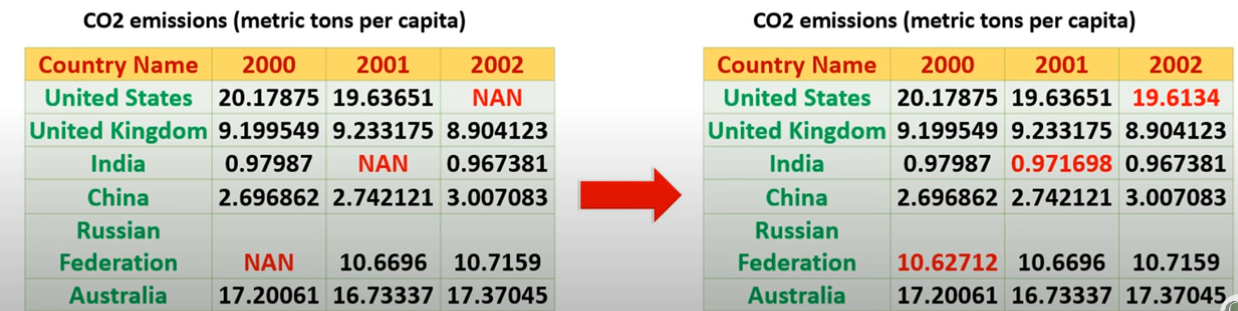 CO2 emissions (metric tons per capita)
Country Name 2000 2001 2002
United States 20.17875 19.63651 NAN
United Kingdom 9.199549 9.233175 8.904123
India 0.97987 NAN 0.967381
China 2.696862 2.742121 3.007083
Russian
Federation NAN 10.6696 10.7159
Australia 17.20061 16.73337 17.37045
CO2 emissions (metric tons per capita)
Country Name 2000 2001 2002
United States 20.17875 19.63651 19.6134
United Kingdom 9.199549 9.233175 8.904123
India 0.97987 0.971698 0.967381
China 2.696862 2.742121 3.007083
Russian
Federation 10.62712 10.6696 10.7159
Australia 17.20061 16.73337 17.37045